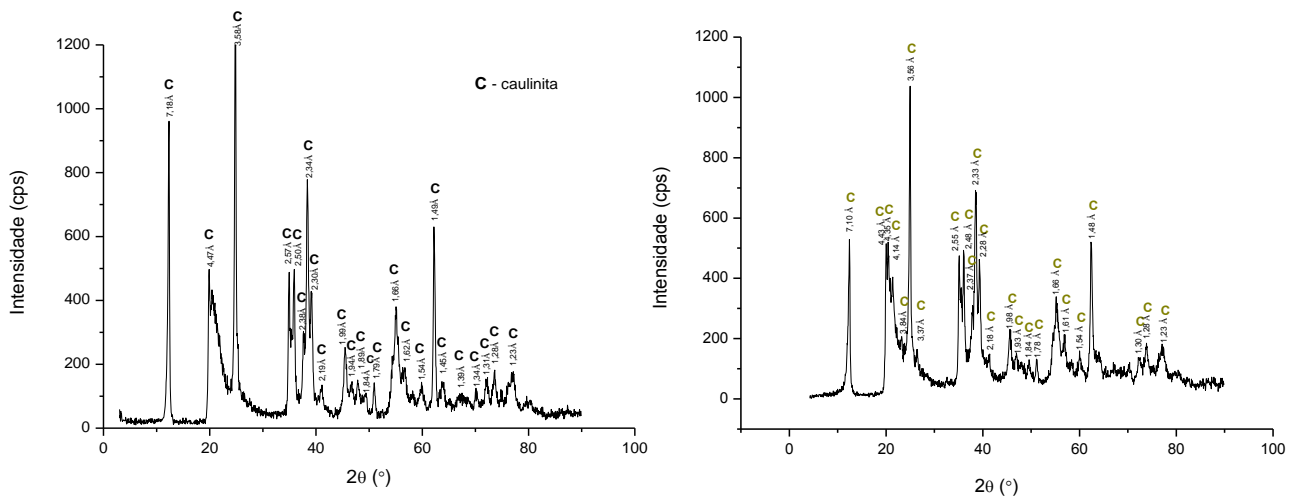 C
3,58Å
C
7,18Å
C
4,47Å
C
2,57Å
C
2,50Å
C
2,38Å
C
2,34Å
C
2,30Å
C
2,19Å
C
1,99Å
C
1,94Å
C
1,89Å
C
1,84Å
C
1,79Å
C
1,66Å
C
1,62Å
C
1,54Å
C
1,49Å
C
1,45Å
C
1,39Å
C
1,34Å
C
1,31Å
C
1,28Å
C
1,23Å
C - caulinita
1200
1000
800
600
400
200
0
0 20 40 60 80 100
Intensidade (cps)
2θ (°)
C
7,10 Å
C
4,43 Å
C
4,35 Å
C
4,14 Å
C
3,84 Å
C
3,56 Å
C
3,37 Å
C
2,55 Å
C
2,48 Å
C
2,37 Å
C
2,33 Å
C
2,28 Å
C
2,18 Å
C
1,98 Å
C
1,93 Å
C
1,84 Å
C
1,78 Å
C
1,66 Å
C
1,61 Å
C
1,54 Å
C
1,48 Å
C
1,30 Å
C
1,28 Å
C
1,23 Å
1200
1000
800
600
400
200
0
0 20 40 60 80 100
Intensidade (cps)
2θ (°)